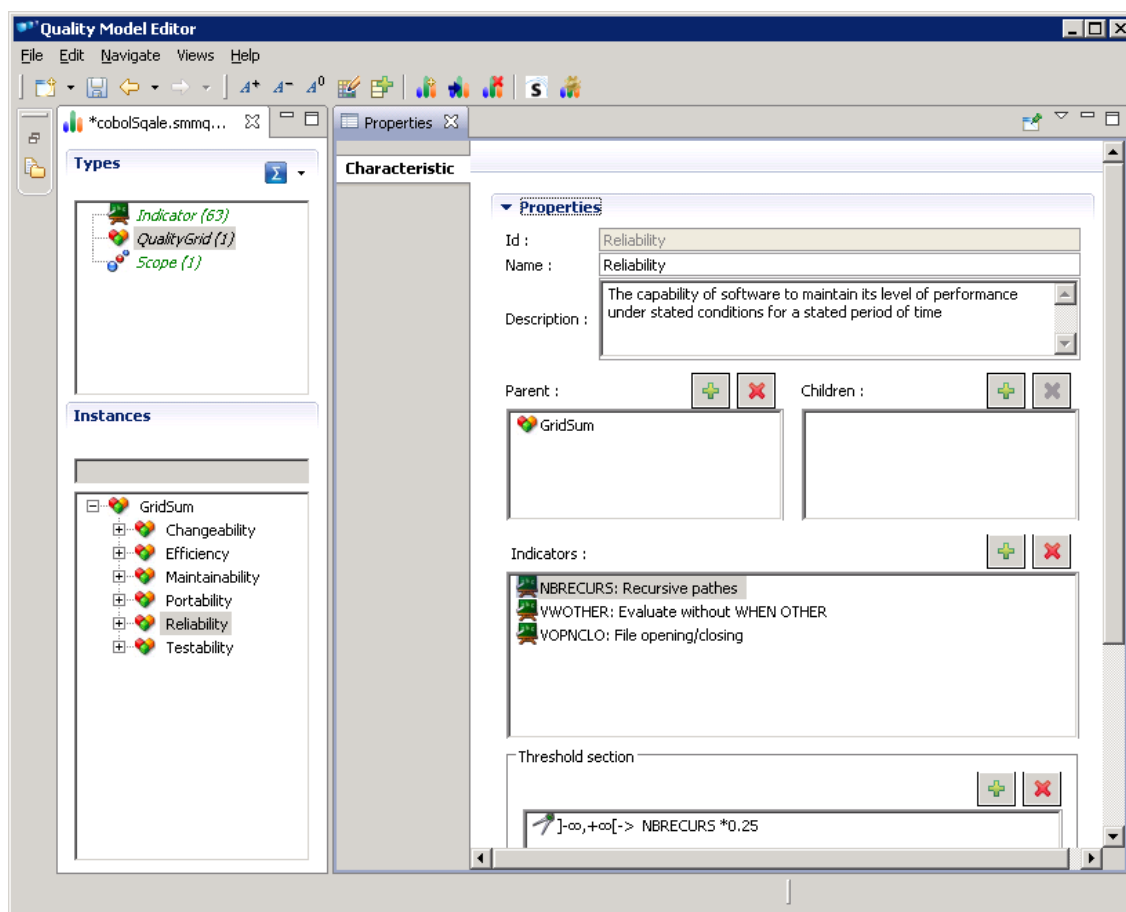 Quality Model Editor
File Edit Navigate Views Help
A+ A- A0 S
*cobolSqale.smmq...
Properties
Types
Σ
Indicator (63)
QualityGrid (1)
Scope (1)
Instances
GridSum
Changeability
Efficiency
Maintainability
Portability
Reliability
Testability
Characteristic
Properties
Id : Reliability
Name : Reliability
Description : The capability of software to maintain its level of performance
under stated conditions for a stated period of time
Parent : Children :
GridSum
Indicators :
NBRECURS: Recursive pathes
VWOTHER: Evaluate without WHEN OTHER
VOPNCLO: File opening/closing
Threshold section
]-∞,+∞[-> NBRECURS *0.25